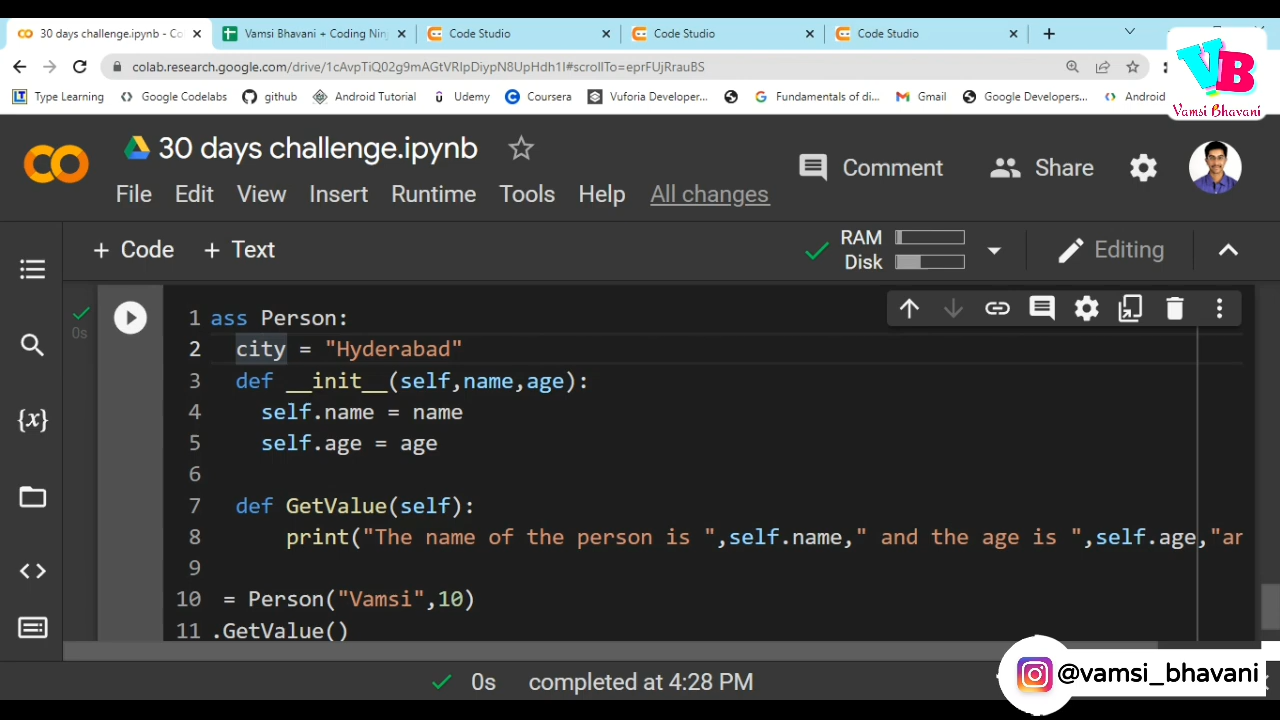 30 days challenge.ipynb - Co
Vamsi Bhavani + Coding Nin
Code Studio
Code Studio
Code Studio
colab.research.google.com/drive/1cAvpTiQ02g9mAGtVRIpDiypNPUpHdh1I#scrollTo=eprFUjRrauBS
Type Learning
Google Codelabs
github
Android Tutorial
Udemy
Coursera
Vuforia Developer...
Fundamentals of di...
Gmail
Google Developers...
Android
VB
Vamsi Bhavani
30 days challenge.ipynb
Comment
Share
File Edit View Insert Runtime Tools Help All changes
+ Code + Text
RAM
Disk
Editing
0s
1 ass Person:
2 city = "Hyderabad"
3 def __init__(self,name,age):
4 self.name = name
5 self.age = age
6
7 def GetValue(self):
8 print("The name of the person is ",self.name," and the age is ",self.age,"ar
9
10 = Person("Vamsi",10)
11 .GetValue()
{x}
0s completed at 4:28 PM
@vamsi_bhavani